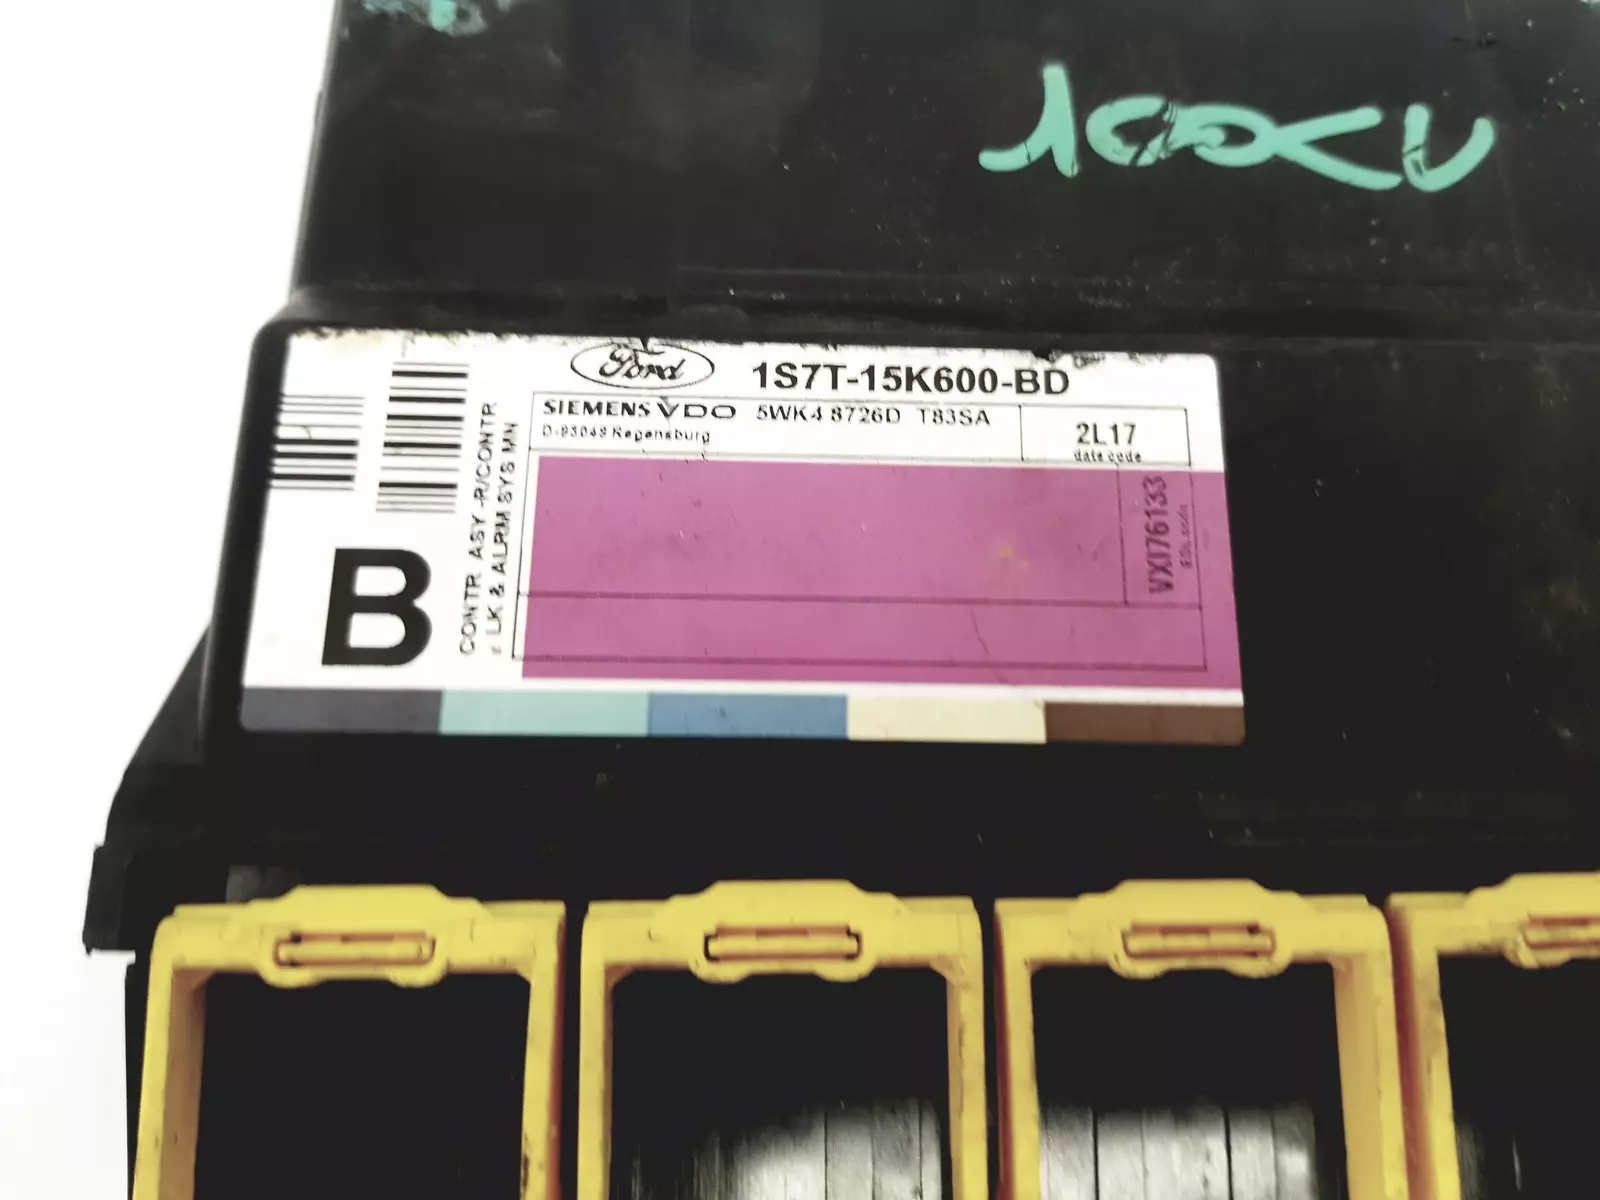 Ford 1S7T-15K600-BD
SIEMENS VDO 5WK4 8726D T83SA
D-93049 Regensburg
2L17
date code
VXI76133
B
CONTR ASY-R/CONTR
LK & ALRM SYS MN